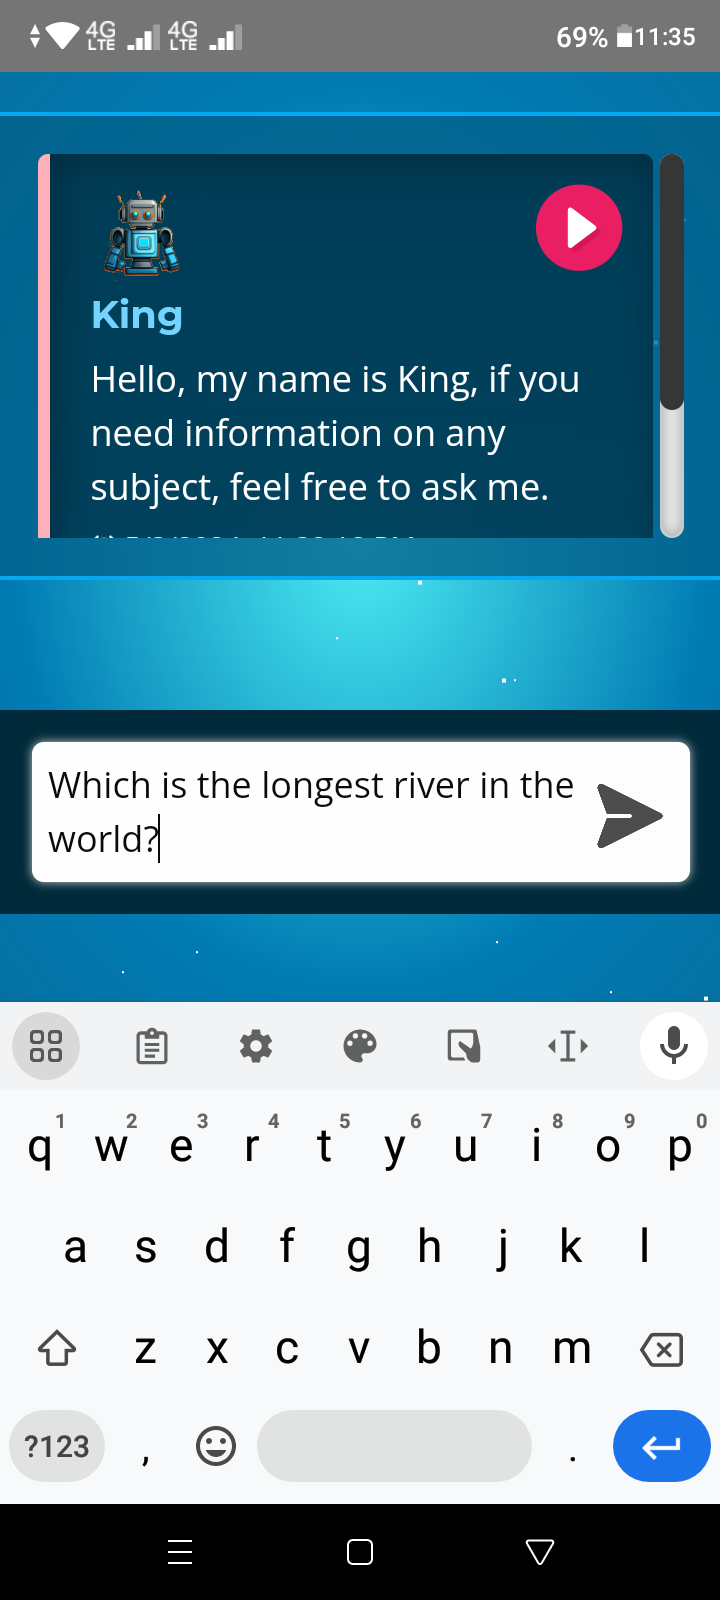 4G LTE 4G LTE 69% 11:35
King
Hello, my name is King, if you
need information on any
subject, feel free to ask me.
Which is the longest river in the
world?
1 2 3 4 5 6 7 8 9 0
q w e r t y u i o p
a s d f g h j k l
z x c v b n m
?123 , .